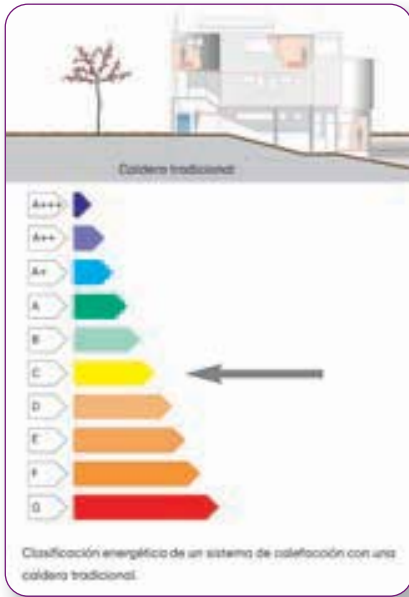 Caldera tradicional
A+++
A++
A+
A
B
C
D
E
F
G
Clasificación energética de un sistema de calefacción con una
caldera tradicional.